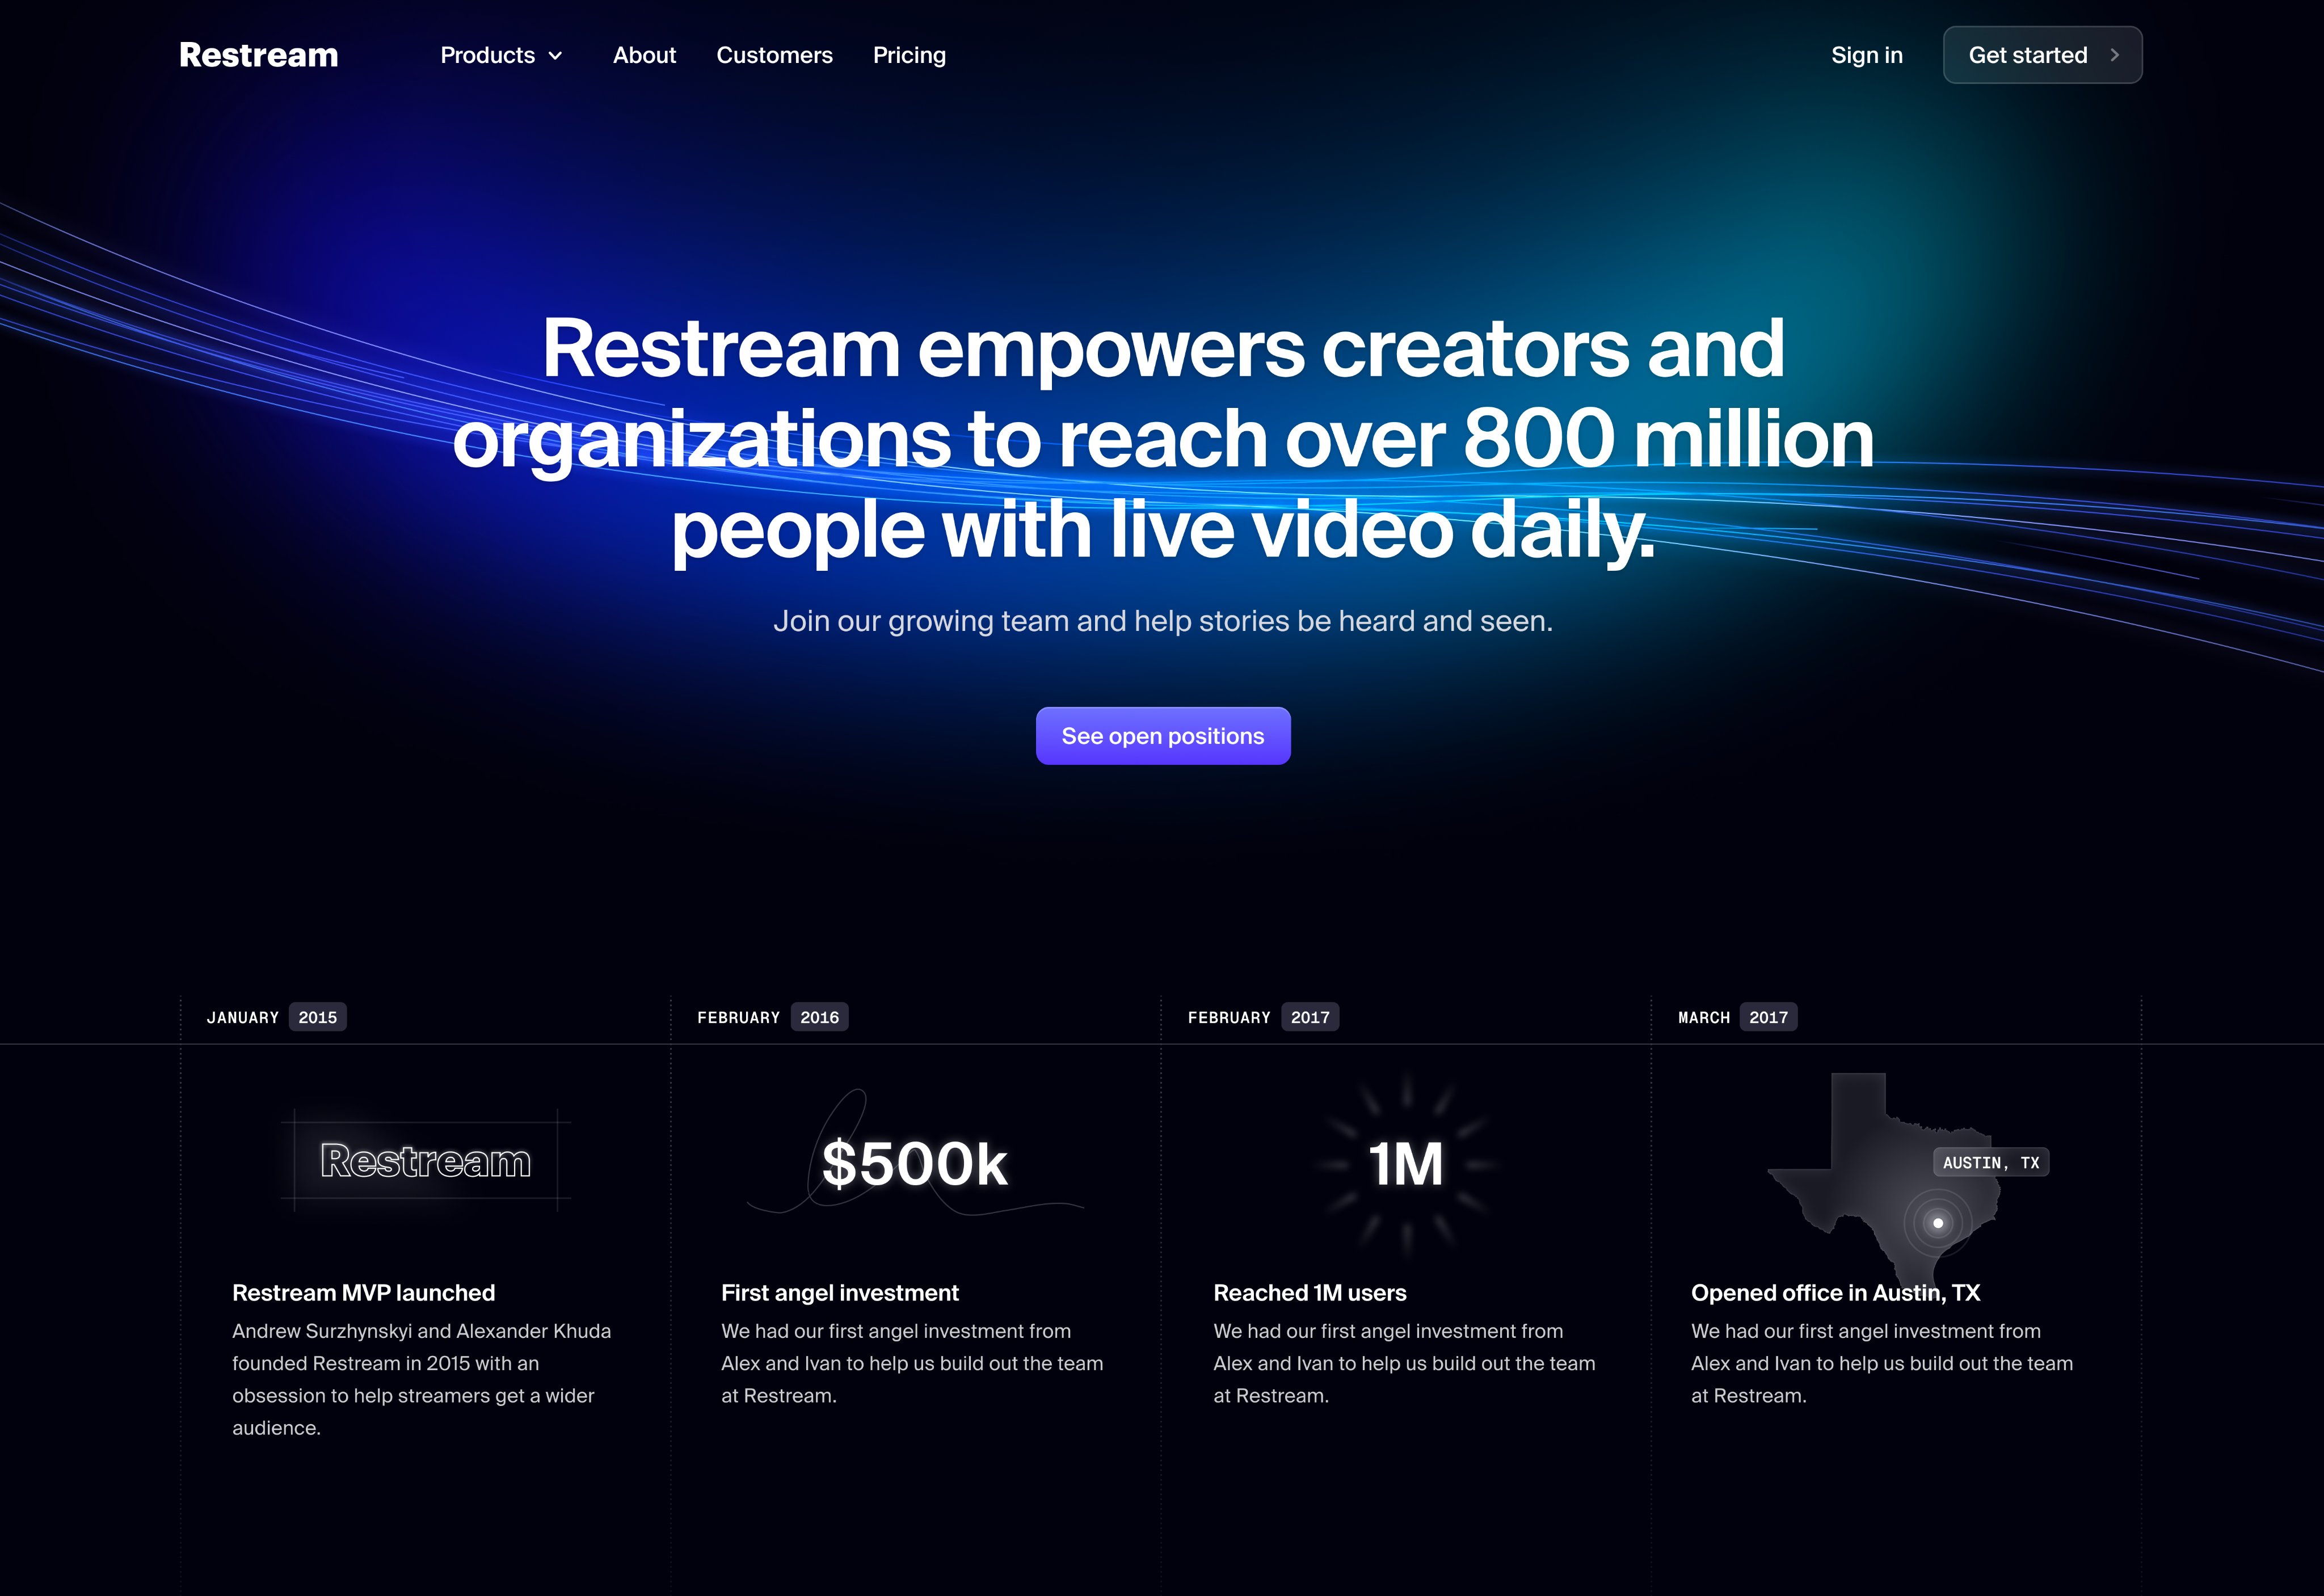 Restream Products About Customers Pricing Sign in Get started
Restream empowers creators and
organizations to reach over 800 million
people with live video daily.
Join our growing team and help stories be heard and seen.
See open positions
JANUARY 2015
Restream
Restream MVP launched
Andrew Surzhynskyi and Alexander Khuda
founded Restream in 2015 with an
obsession to help streamers get a wider
audience.
FEBRUARY 2016
$500k
First angel investment
We had our first angel investment from
Alex and Ivan to help us build out the team
at Restream.
FEBRUARY 2017
1M
Reached 1M users
We had our first angel investment from
Alex and Ivan to help us build out the team
at Restream.
MARCH 2017
AUSTIN, TX
Opened office in Austin, TX
We had our first angel investment from
Alex and Ivan to help us build out the team
at Restream.